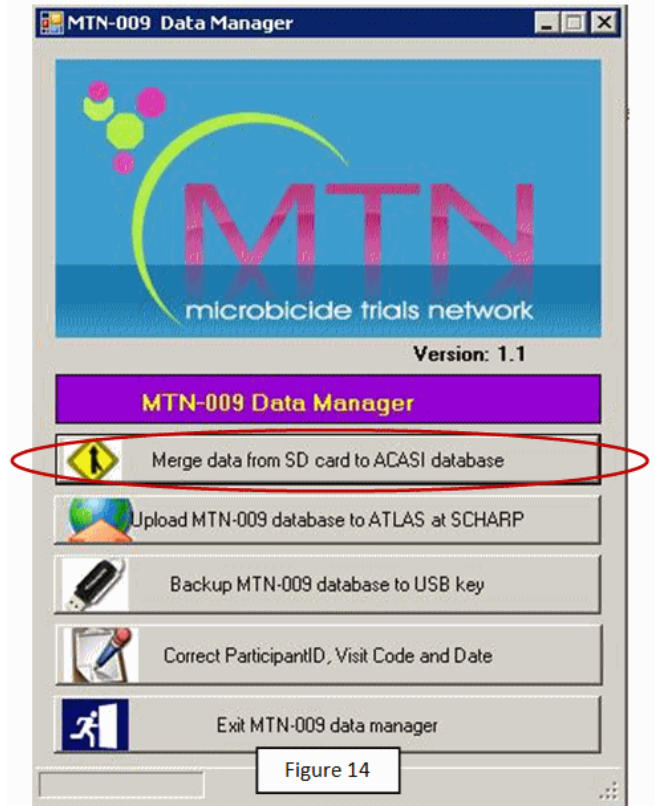 MTN-009 Data Manager
MTN
microbicide trials network
Version: 1.1
MTN-009 Data Manager
Merge data from SD card to ACASI database
Upload MTN-009 database to ATLAS at SCHARP
Backup MTN-009 database to USB key
Correct ParticipantID, Visit Code and Date
Exit MTN-009 data manager
Figure 14